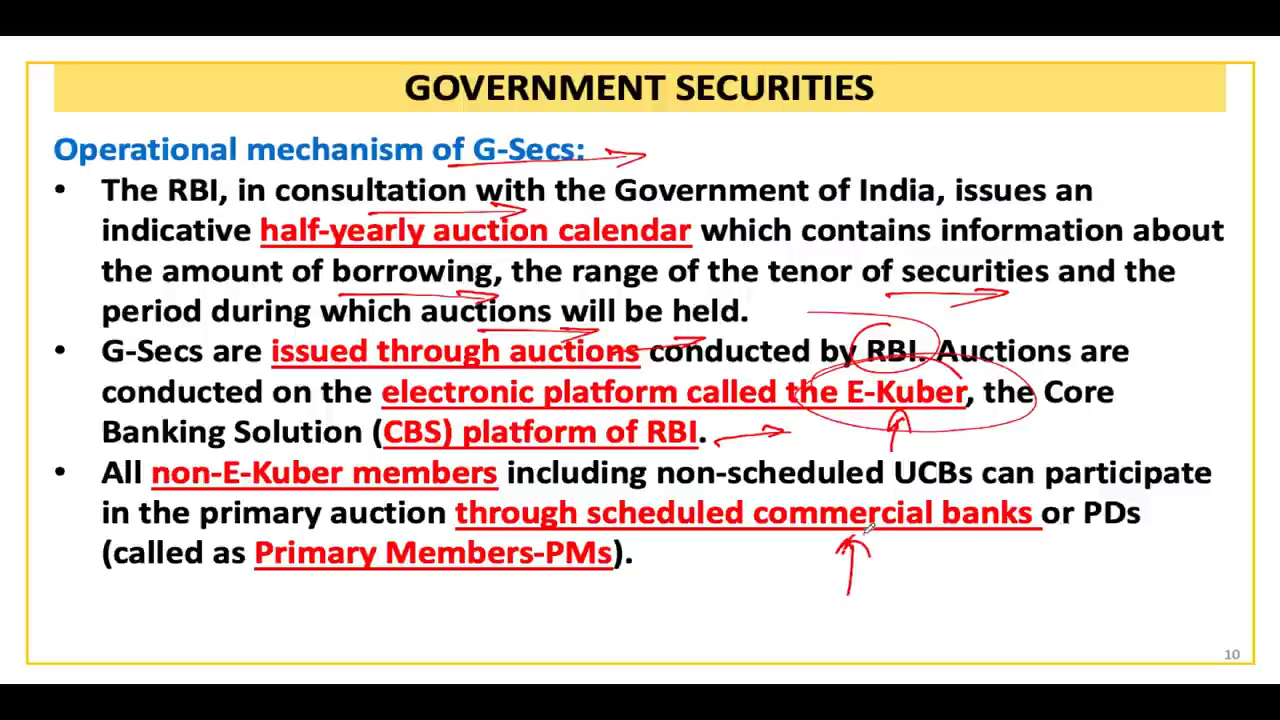 GOVERNMENT SECURITIES
Operational mechanism of G-Secs:
• The RBI, in consultation with the Government of India, issues an
indicative half-yearly auction calendar which contains information about
the amount of borrowing, the range of the tenor of securities and the
period during which auctions will be held.
• G-Secs are issued through auctions conducted by RBI. Auctions are
conducted on the electronic platform called the E-Kuber, the Core
Banking Solution (CBS) platform of RBI.
• All non-E-Kuber members including non-scheduled UCBs can participate
in the primary auction through scheduled commercial banks or PDs
(called as Primary Members-PMs).
10